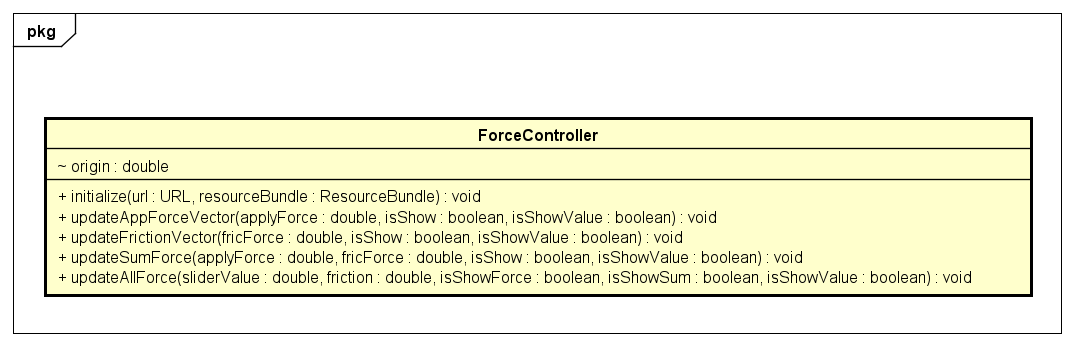 pkg
ForceController
~ origin : double
+ initialize(url : URL, resourceBundle : ResourceBundle) : void
+ updateAppForceVector(applyForce : double, isShow : boolean, isShowValue : boolean) : void
+ updateFrictionVector(fricForce : double, isShow : boolean, isShowValue : boolean) : void
+ updateSumForce(applyForce : double, fricForce : double, isShow : boolean, isShowValue : boolean) : void
+ updateAllForce(sliderValue : double, friction : double, isShowForce : boolean, isShowSum : boolean, isShowValue : boolean) : void